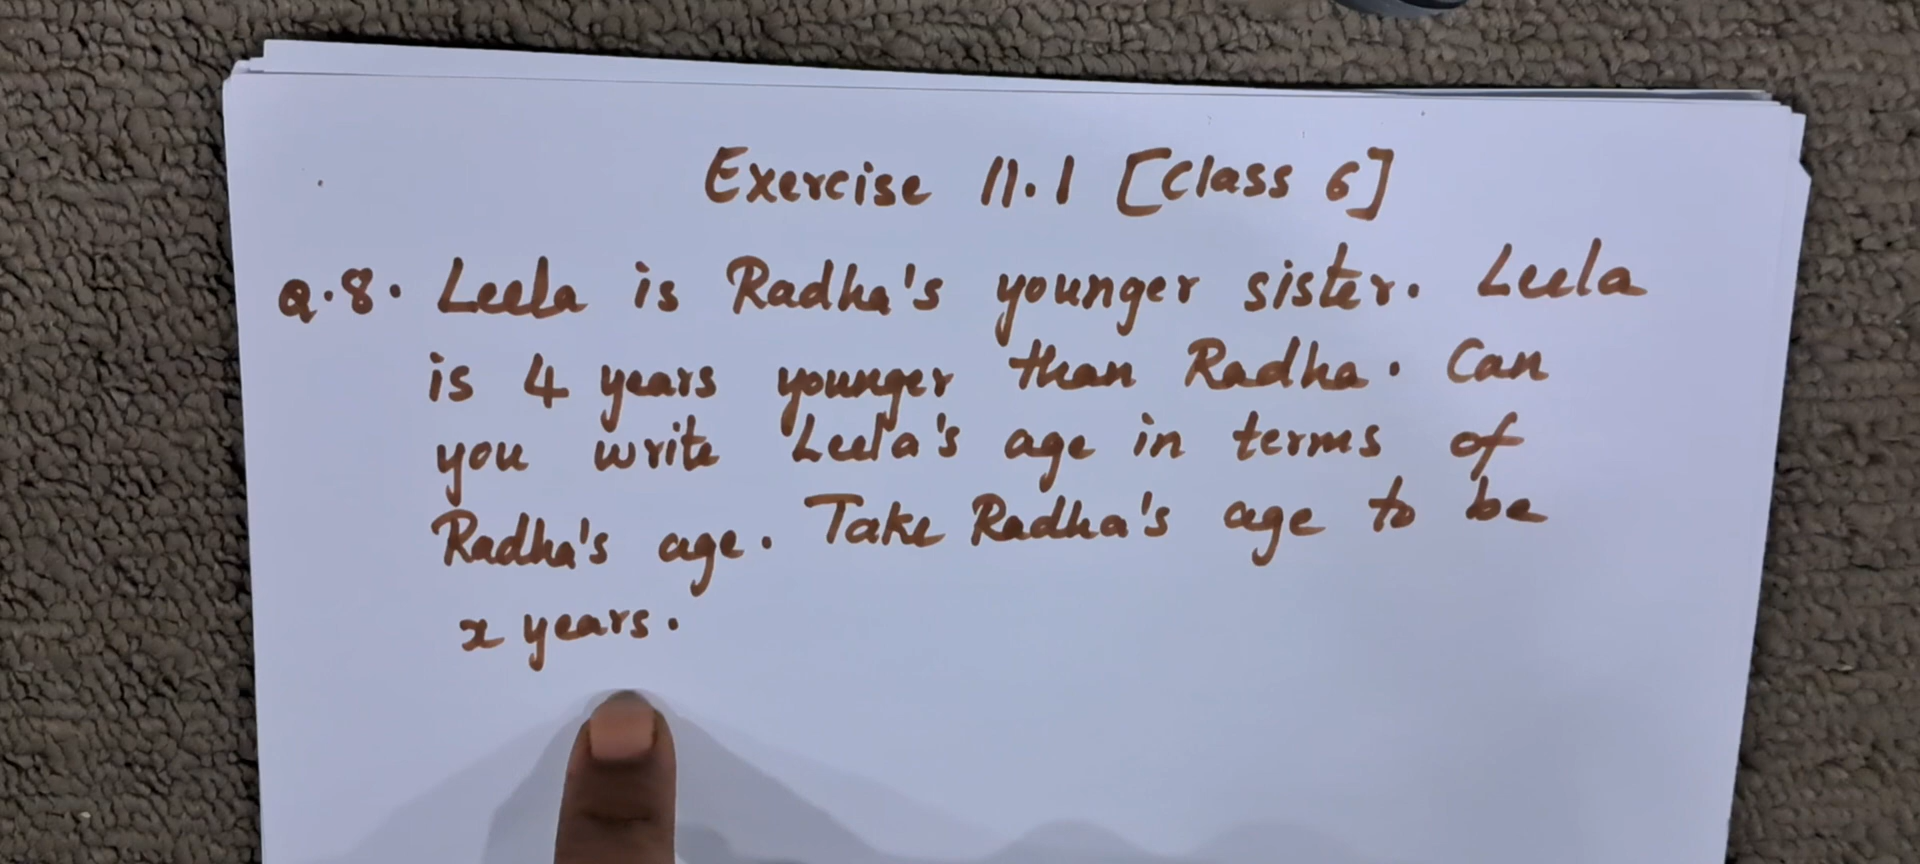 Exercise 11.1 [Class 6]
Q.8. Leela is Radha's younger sister. Leela
is 4 years younger than Radha. Can
you write Leela's age in terms of
Radha's age. Take Radha's age to be
x years.